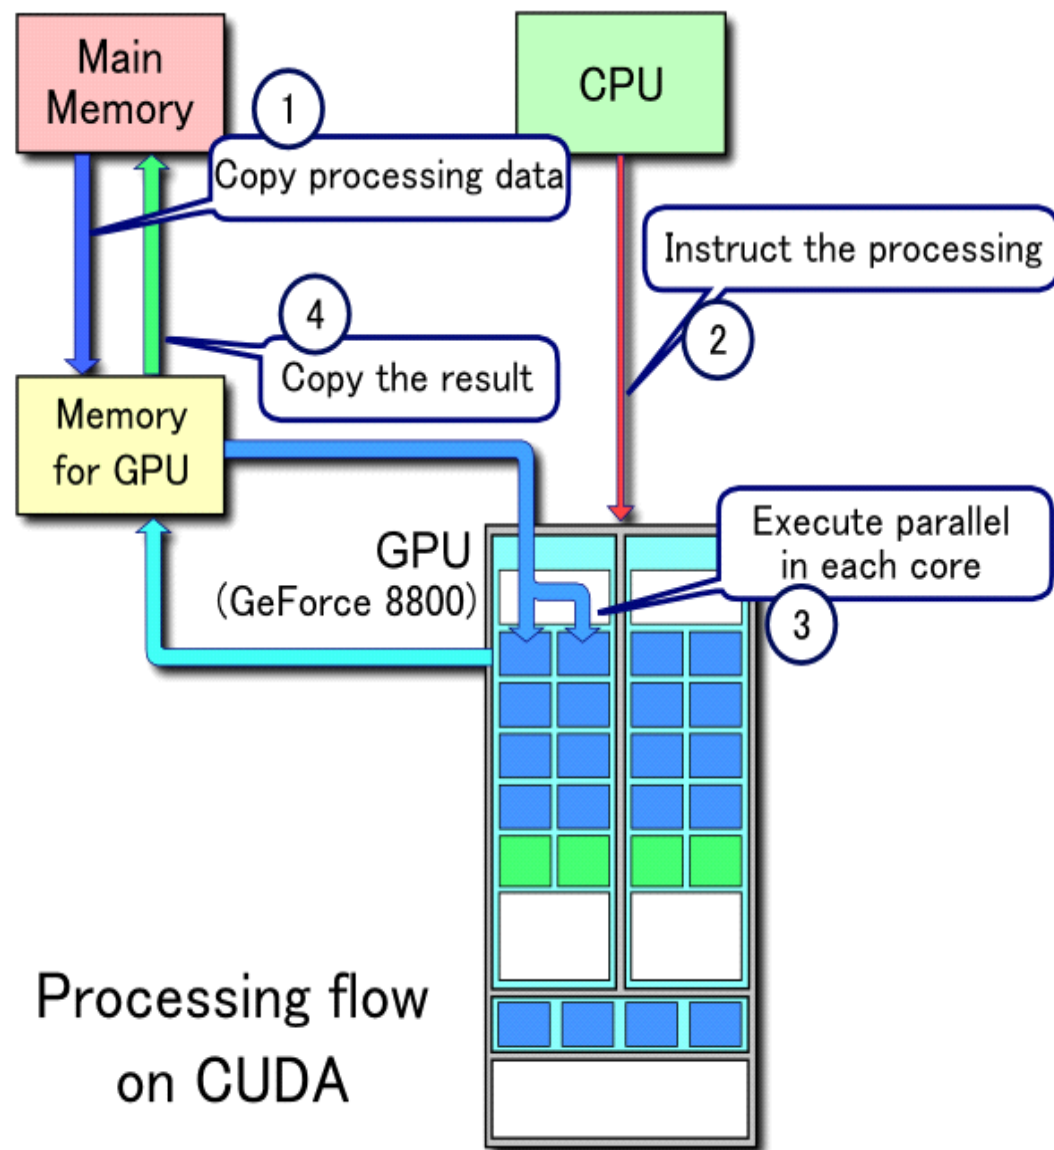 Main
Memory
CPU
1
Copy processing data
Instruct the processing
2
4
Copy the result
Memory
for GPU
Execute parallel
in each core
3
GPU
(GeForce 8800)
Processing flow
on CUDA